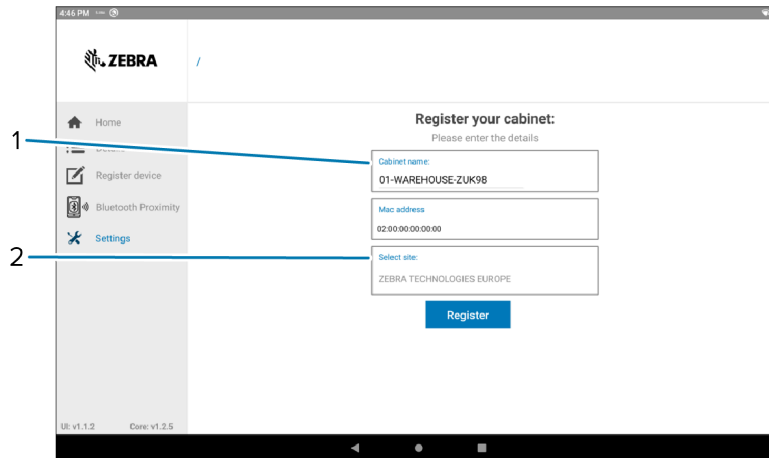 4:46 PM
ZEBRA
/
Home
Register device
Bluetooth Proximity
Settings
UI: v1.1.2 Core: v1.2.5
1
2
Register your cabinet:
Please enter the details
Cabinet name:
01-WAREHOUSE-ZUK98
Mac address
02:00:00:00:00:00
Select site:
ZEBRA TECHNOLOGIES EUROPE
Register